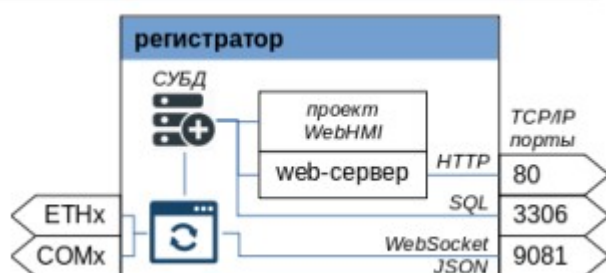 регистратор
СУБД
проект
WebHMI
TCP/IP
порты
web-сервер
HTTP
80
ETHx
SQL
3306
COMx
WebSocket
JSON
9081